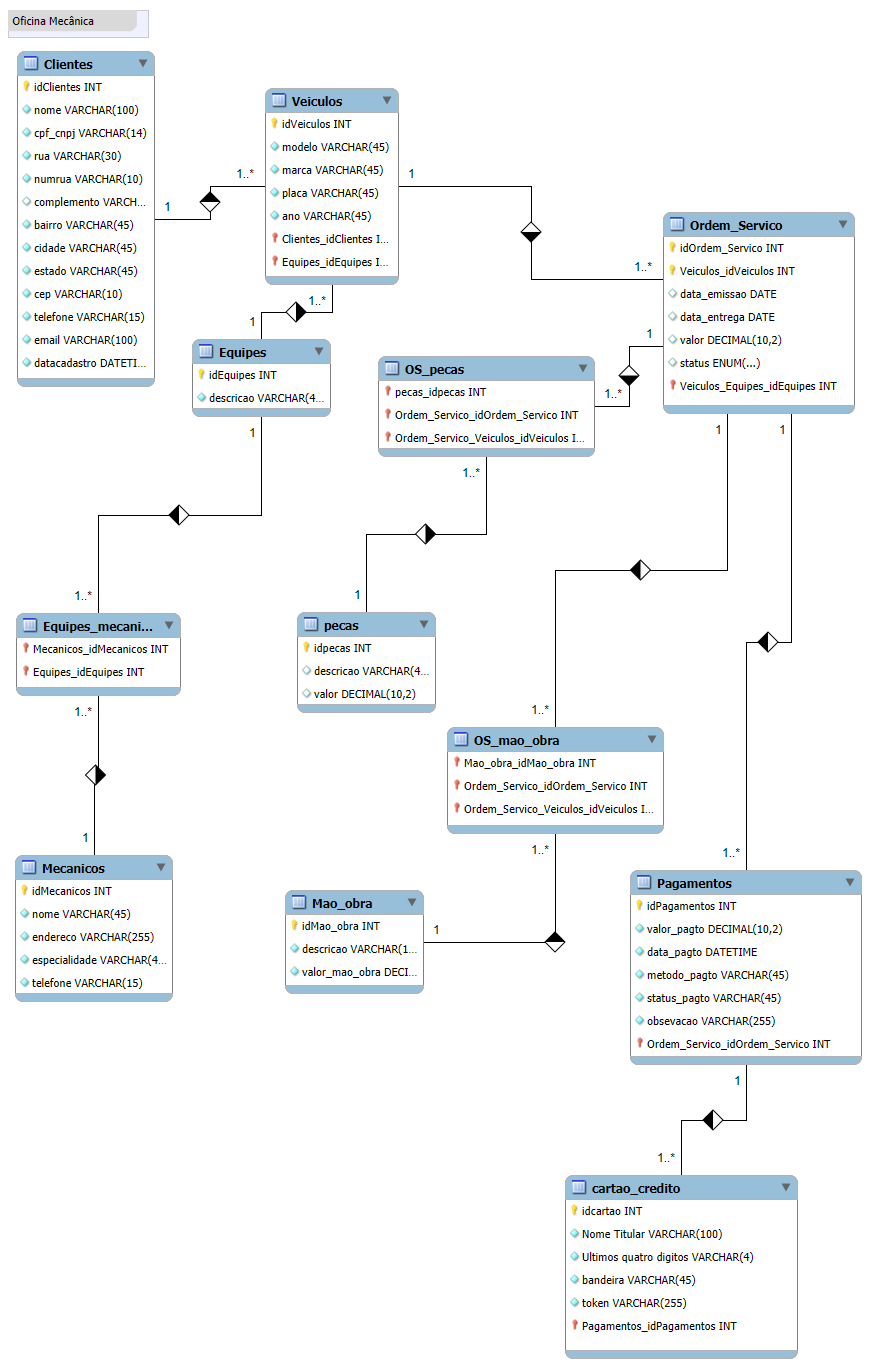 Oficina Mecânica
Clientes
idClientes INT
nome VARCHAR(100)
cpf_cnpj VARCHAR(14)
rua VARCHAR(30)
numrua VARCHAR(10)
complemento VARCH...
bairro VARCHAR(45)
cidade VARCHAR(45)
estado VARCHAR(45)
cep VARCHAR(10)
telefone VARCHAR(15)
email VARCHAR(100)
datacadastro DATETI...
1
1..*
Veiculos
idVeiculos INT
modelo VARCHAR(45)
marca VARCHAR(45)
placa VARCHAR(45)
ano VARCHAR(45)
Clientes_idClientes I...
Equipes_idEquipes I...
1
1..*
1..*
1
Equipes
idEquipes INT
descricao VARCHAR(4...
1
1..*
Ordem_Servico
idOrdem_Servico INT
Veiculos_idVeiculos INT
data_emissao DATE
data_entrega DATE
valor DECIMAL(10,2)
status ENUM(...)
Veiculos_Equipes_idEquipes INT
1
1..*
1
1
OS_pecas
pecas_idpecas INT
Ordem_Servico_idOrdem_Servico INT
Ordem_Servico_Veiculos_idVeiculos I...
1..*
1
pecas
idpecas INT
descricao VARCHAR(4...
valor DECIMAL(10,2)
Equipes_mecani...
Mecanicos_idMecanicos INT
Equipes_idEquipes INT
1..*
1
Mecanicos
idMecanicos INT
nome VARCHAR(45)
endereco VARCHAR(255)
especialidade VARCHAR(4...
telefone VARCHAR(15)
1..*
OS_mao_obra
Mao_obra_idMao_obra INT
Ordem_Servico_idOrdem_Servico INT
Ordem_Servico_Veiculos_idVeiculos I...
1..*
1
Mao_obra
idMao_obra INT
descricao VARCHAR(1...
valor_mao_obra DECI...
1..*
Pagamentos
idPagamentos INT
valor_pagto DECIMAL(10,2)
data_pagto DATETIME
metodo_pagto VARCHAR(45)
status_pagto VARCHAR(45)
obsevacao VARCHAR(255)
Ordem_Servico_idOrdem_Servico INT
1
1..*
cartao_credito
idcartao INT
Nome Titular VARCHAR(100)
Ultimos quatro digitos VARCHAR(4)
bandeira VARCHAR(45)
token VARCHAR(255)
Pagamentos_idPagamentos INT